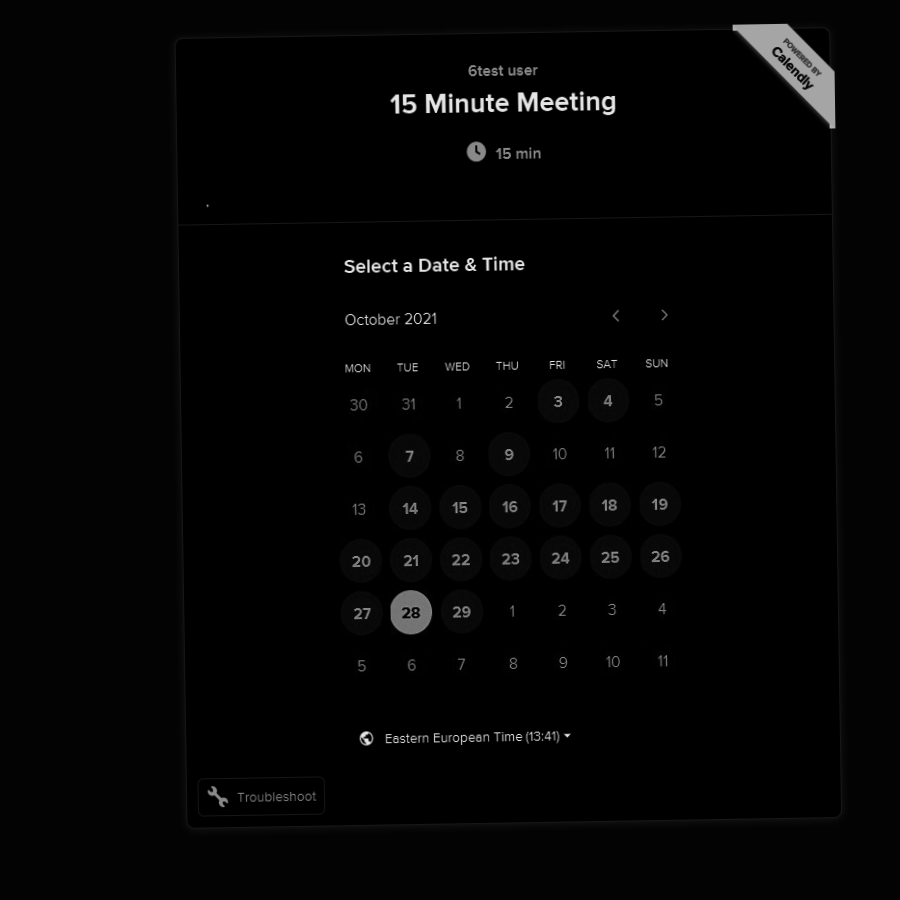 POWERED BY
Calendly
6test user
15 Minute Meeting
15 min
.
Select a Date & Time
October 2021
MON TUE WED THU FRI SAT SUN
30 31 1 2 3 4 5
6 7 8 9 10 11 12
13 14 15 16 17 18 19
20 21 22 23 24 25 26
27 28 29 1 2 3 4
5 6 7 8 9 10 11
Eastern European Time (13:41)
Troubleshoot